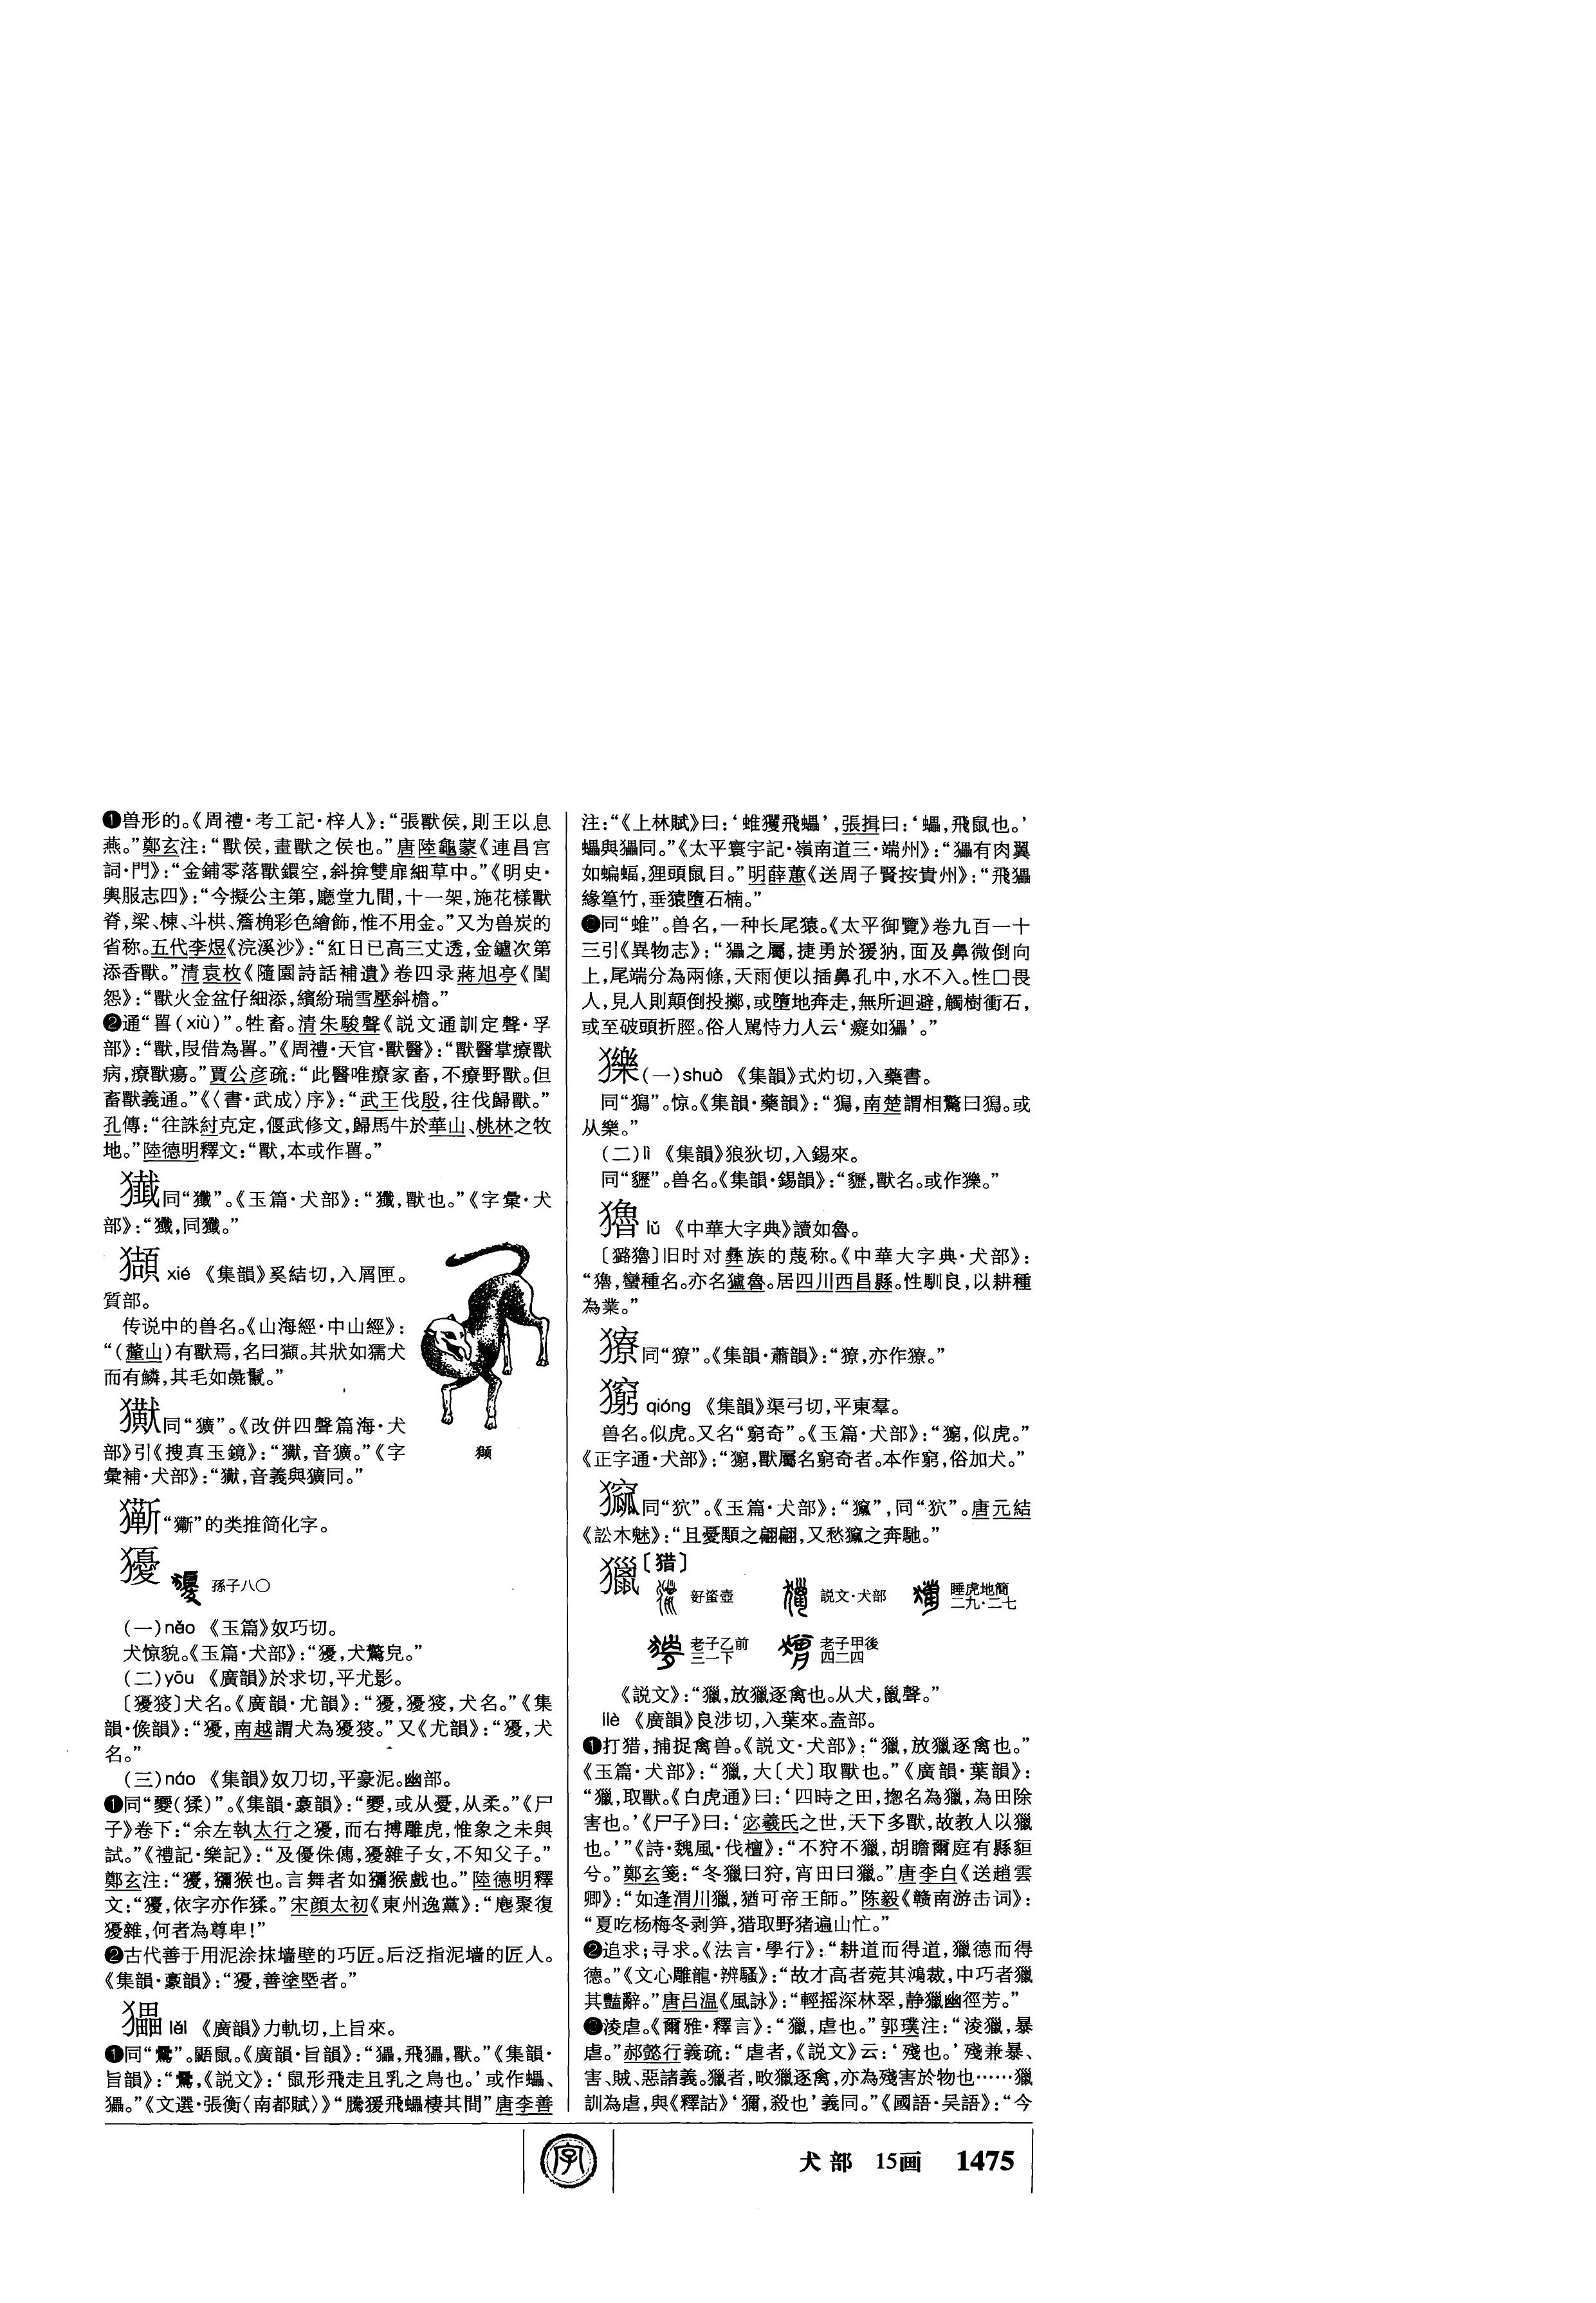 ❶兽形的。《周禮·考工記·梓人》：“張獸侯，則王以息
燕。”鄭玄注：“獸侯，畫獸之侯也。”唐陸龜蒙《連昌宫
詞·門》：“金鋪零落獸鐶空，斜揜雙扉細草中。”《明史·
輿服志四》：“今擬公主第，廳堂九間，十一架，施花樣獸
脊，梁、棟、斗栱、簷桷彩色繪飾，惟不用金。”又为兽炭的
省称。五代李煜《浣溪沙》：“紅日已高三丈透，金鑪次第
添香獸。”清袁枚《隨園詩話補遺》卷四录蔣旭亭《閨
怨》：“獸火金盆仔細添，繽紛瑞雪壓斜檐。”
❷通“嘼（xiù）”。牲畜。清朱駿聲《説文通訓定聲·孚
部》：“獸，叚借為嘼。”《周禮·天官·獸醫》：“獸醫掌療獸
病，療獸瘍。”賈公彦疏：“此醫唯療家畜，不療野獸。但
畜獸義通。”《〈書·武成〉序》：“武王伐殷，往伐歸獸。”
孔傳：“往誅紂克定，偃武修文，歸馬牛於華山、桃林之牧
地。”陸德明釋文：“獸，本或作嘼。”
同“㺤”。《玉篇·犬部》：“㺤，獸也。”《字彙·犬
部》：“㺤，同㺤。”
獺 xié 《集韻》奚結切，入屑匣。
質部。
传说中的兽名。《山海經·中山經》：
“（釐山）有獸焉，名曰㺊。其狀如獳犬
而有鱗，其毛如彘鬣。”
同“獷”。《改併四聲篇海·犬
部》引《搜真玉鏡》：“，音獷。”《字
彙補·犬部》：“，音義與獷同。”
“”的类推简化字。
獶 孫子八〇
（一）nǎo 《玉篇》奴巧切。
犬惊貌。《玉篇·犬部》：“獶，犬驚皃。”
（二）yōu 《廣韻》於求切，平尤影。
〔獶㺅〕犬名。《廣韻·尤韻》：“獶，獶㺅，犬名。”《集
韻·侯韻》：“獶，南越謂犬為獶㺅。”又《尤韻》：“獶，犬
名。”
（三）náo 《集韻》奴刀切，平豪泥。幽部。
❶同“夒（猱）”。《集韻·豪韻》：“夒，或从憂，从柔。”《尸
子》卷下：“余左執太行之獶，而右搏雕虎，惟象之未與
試。”《禮記·樂記》：“及優侏儒，獶雜子女，不知父子。”
鄭玄注：“獶，獼猴也。言舞者如獼猴戲也。”陸德明釋
文：“獶，依字亦作猱。”宋顔太初《東州逸黨》：“麀聚復
獶雜，何者為尊卑！”
❷古代善于用泥涂抹墙壁的巧匠。后泛指泥墙的匠人。
《集韻·豪韻》：“獶，善塗塈者。”
㹎 lěi 《廣韻》力軌切，上旨來。
❶同“鸓”。鼯鼠。《廣韻·旨韻》：“，飛，獸。”《集韻·
旨韻》：“鸓，《説文》：‘鼠形飛走且乳之鳥也。’或作蠝、
。”《文選·張衡〈南都賦〉》“騰猨飛蠝棲其間”唐李善
獺
注：“《上林賦》曰：‘蜼玃飛蠝’，張揖曰：‘蠝，飛鼠也。’
蠝與同。”《太平寰宇記·嶺南道三·端州》：“有肉翼
如蝙蝠，狸頭鼠目。”明薛蕙《送周子賢按貴州》：“飛
緣篁竹，垂猿墮石楠。”
❷同“蜼”。兽名，一种长尾猿。《太平御覽》卷九百一十
三引《異物志》：“之屬，捷勇於猨豽，面及鼻微倒向
上，尾端分為兩條，天雨便以插鼻孔中，水不入。性□畏
人，見人則顛倒投擲，或墮地奔走，無所迴避，觸樹衝石，
或至破頭折脛。俗人罵恃力人云‘癡如’。”
㹎 （一）shuò 《集韻》式灼切，入藥書。
同“獡”。惊。《集韻·藥韻》：“獡，南楚謂相驚曰獡。或
从樂。”
（二）lì 《集韻》狼狄切，入錫來。
同“貍”。兽名。《集韻·錫韻》：“，獸名。或作。”
lǔ 《中華大字典》讀如魯。
〔〕旧时对彝族的蔑称。《中華大字典·犬部》：
“，蠻種名。亦名獹魯。居四川西昌縣。性馴良，以耕種
為業。”
同“獠”。《集韻·蕭韻》：“獠，亦作。”
qióng 《集韻》渠弓切，平東羣。
兽名。似虎。又名“窮奇”。《玉篇·犬部》：“，似虎。”
《正字通·犬部》：“，獸屬名窮奇者。本作窮，俗加犬。”
同“狖”。《玉篇·犬部》：“”，同“狖”。唐元結
《訟木魅》：“且憂顒之翩翩，又愁之奔馳。”
獵〔猎〕
好蚉壺 説文·犬部 睡虎地簡二九·二七
老子乙前三一下 老子甲後四二四
《説文》：“獵，放獵逐禽也。从犬，巤聲。”
liè 《廣韻》良涉切，入葉來。盍部。
❶打猎，捕捉禽兽。《説文·犬部》：“獵，放獵逐禽也。”
《玉篇·犬部》：“獵，大〔犬〕取獸也。”《廣韻·葉韻》：
“獵，取獸。《白虎通》曰：‘四時之田，揔名為獵，為田除
害也。’《尸子》曰：‘宓羲氏之世，天下多獸，故教人以獵
也。’”《詩·魏風·伐檀》：“不狩不獵，胡瞻爾庭有縣貆
兮。”鄭玄箋：“冬獵曰狩，宵田曰獵。”唐李白《送趙雲
卿》：“如逢渭川獵，猶可帝王師。”陈毅《赣南游击词》：
“夏吃杨梅冬剥笋，猎取野猪遍山忙。”
❷追求；寻求。《法言·學行》：“耕道而得道，獵德而得
德。”《文心雕龍·辨騷》：“故才高者菀其鴻裁，中巧者獵
其豔辭。”唐吕温《風詠》：“輕摇深林翠，静獵幽徑芳。”
❸淩虐。《爾雅·釋言》：“獵，虐也。”郭璞注：“淩獵，暴
虐。”郝懿行義疏：“虐者，《説文》云：‘殘也。’殘兼暴、
害、賊、惡諸義。獵者，畋獵逐禽，亦為殘害於物也……獵
訓為虐，與《釋詁》‘獮，殺也’義同。”《國語·吴語》：“今
字
犬部 15画 1475